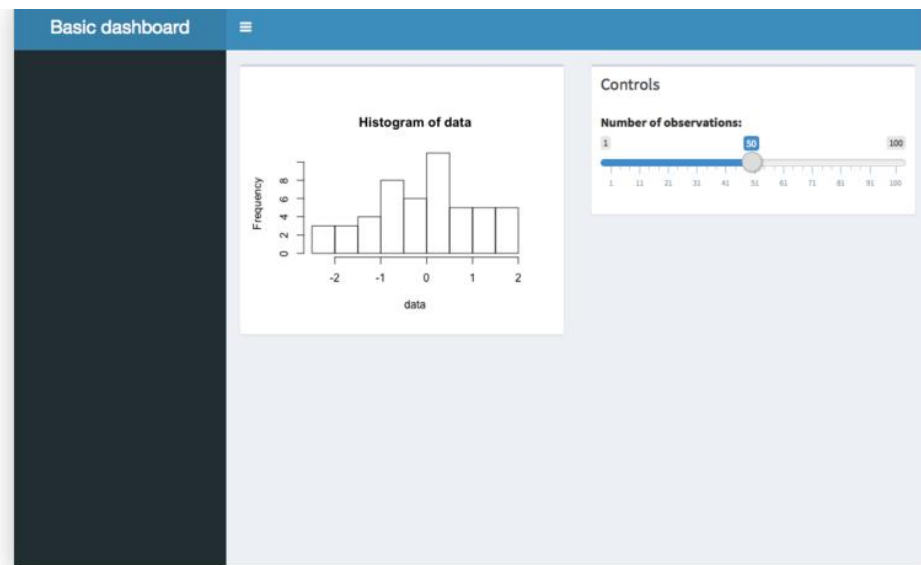 Basic dashboard
Histogram of data
Frequency
0 2 4 6 8
-2 -1 0 1 2
data
Controls
Number of observations:
1 50 100
1 11 21 31 41 51 61 71 81 91 100